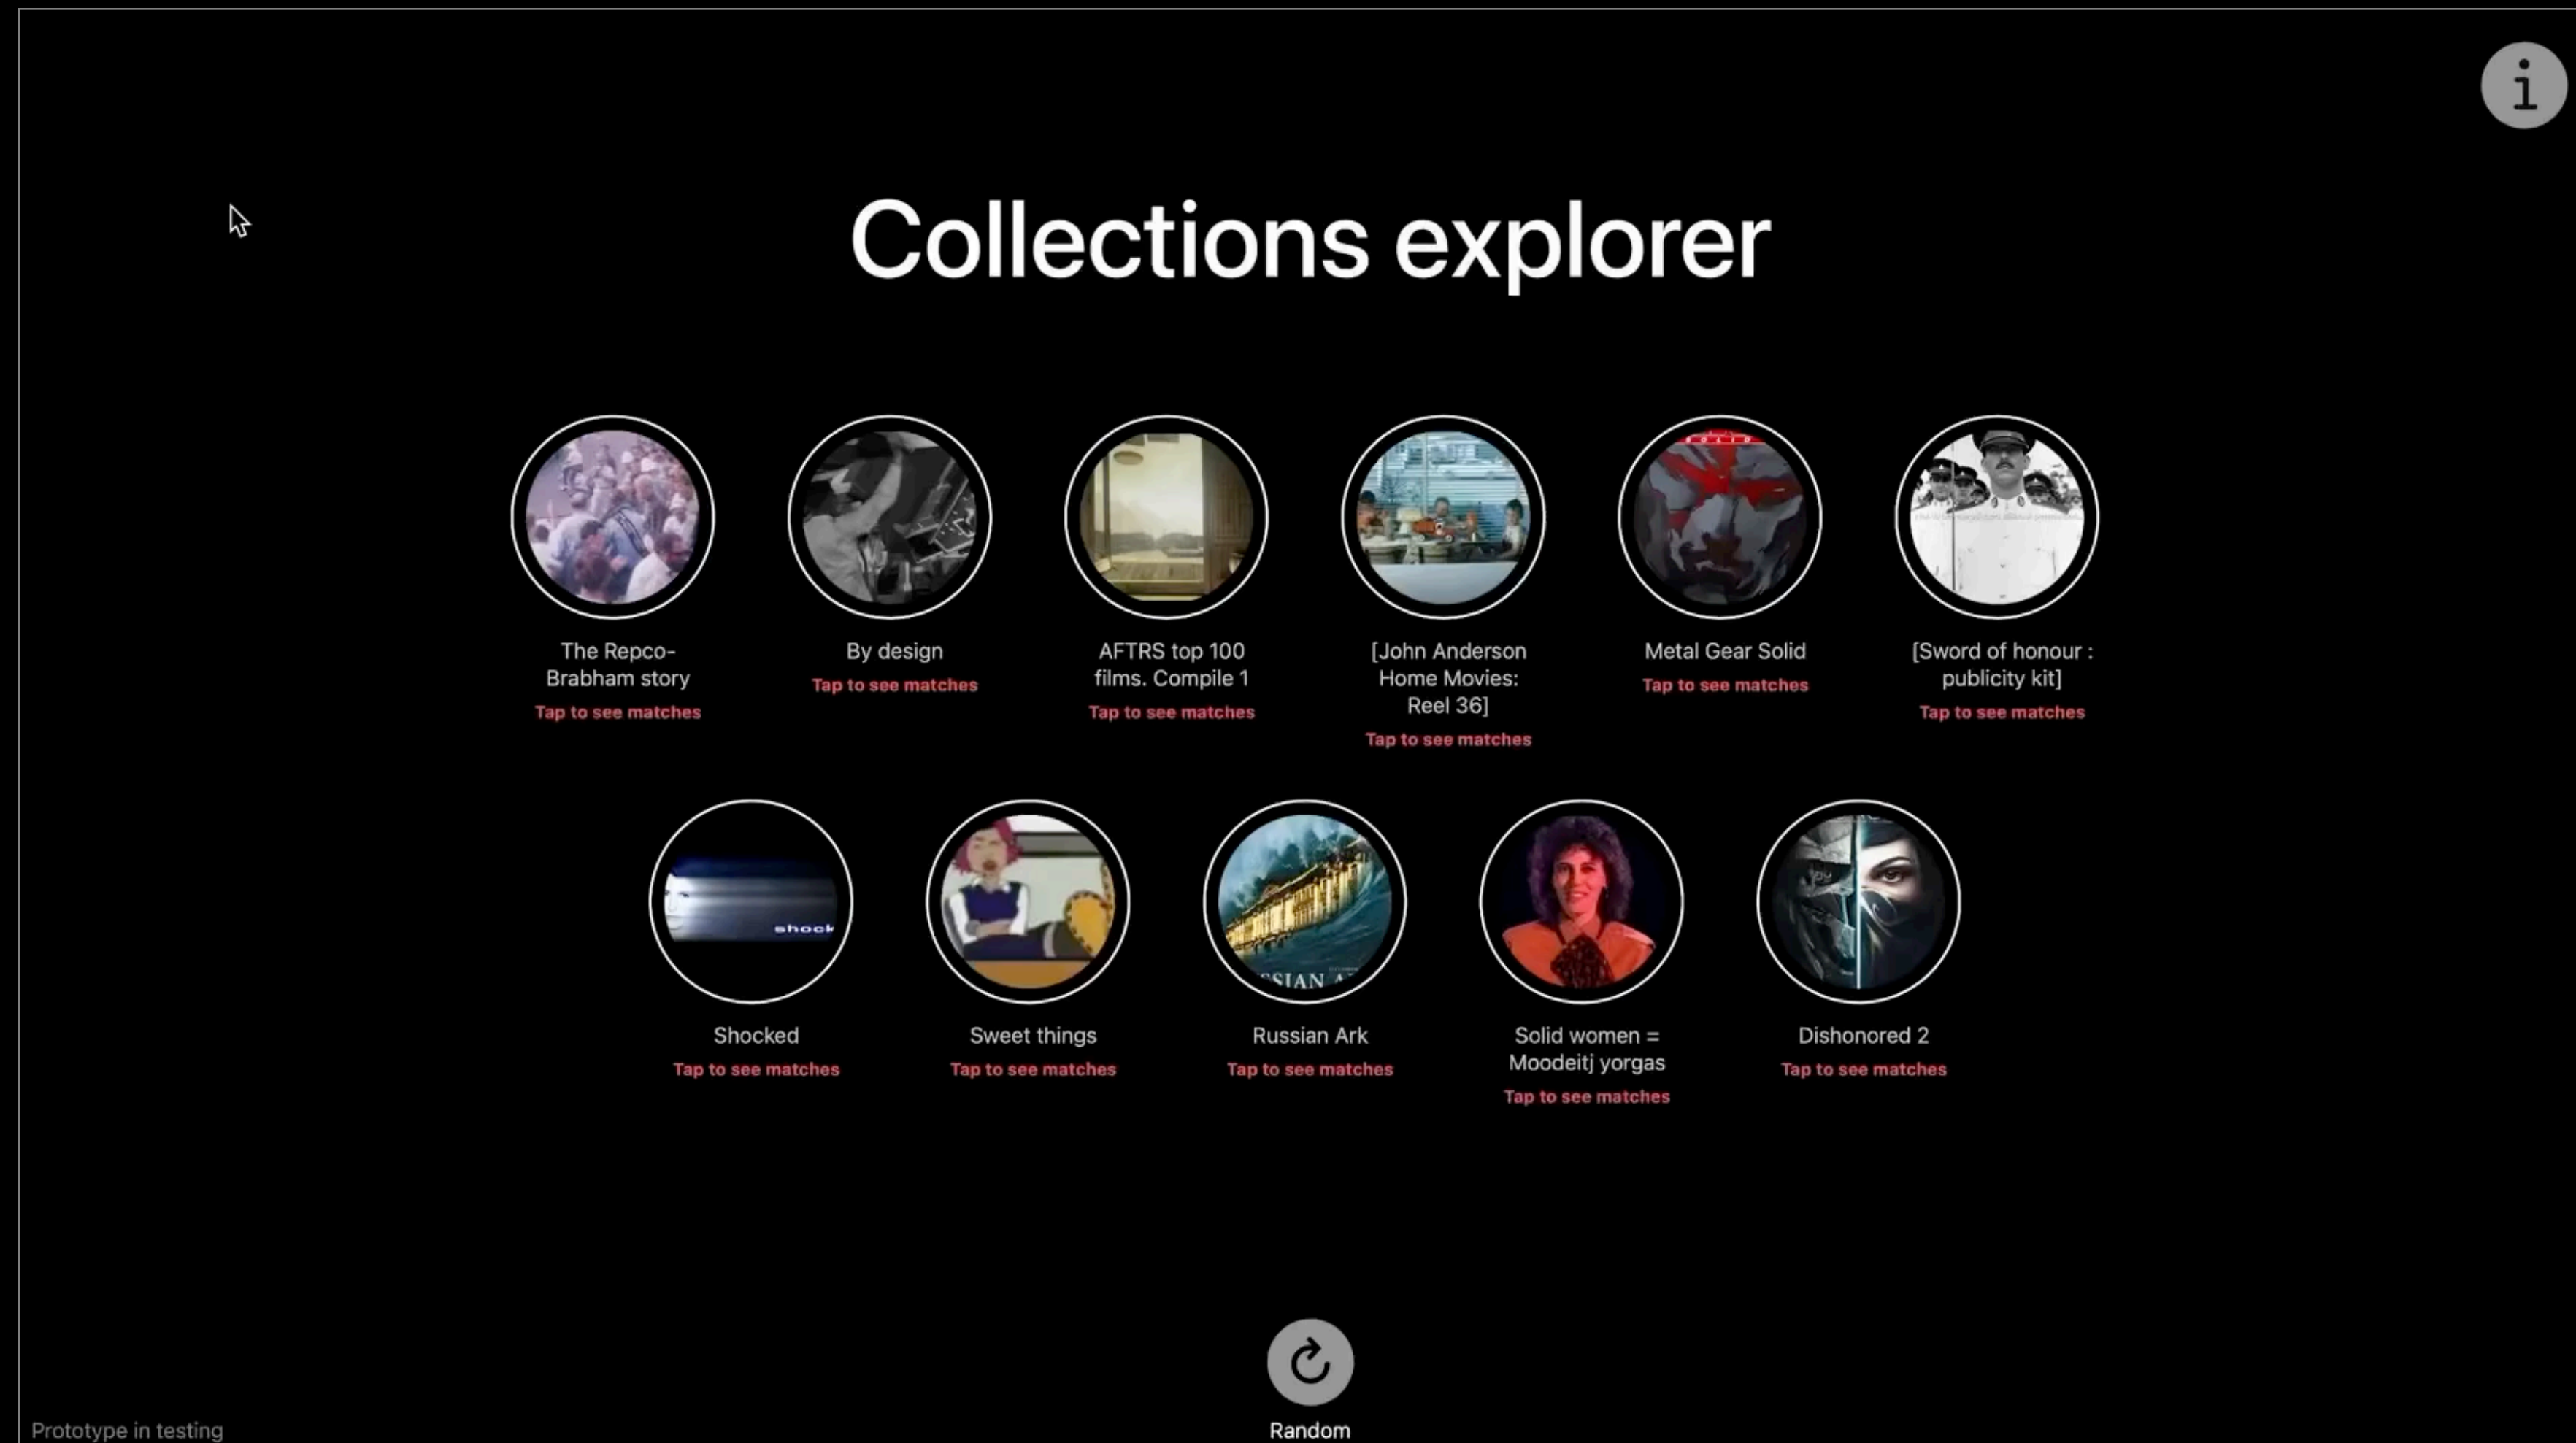 i
Collections explorer
SOLID
The Repco-
Brabham story
Tap to see matches
By design
Tap to see matches
AFTRS top 100
films. Compile 1
Tap to see matches
[John Anderson
Home Movies:
Reel 36]
Tap to see matches
Metal Gear Solid
Tap to see matches
[Sword of honour :
publicity kit]
Tap to see matches
shock
SSIAN A
Shocked
Tap to see matches
Sweet things
Tap to see matches
Russian Ark
Tap to see matches
Solid women =
Moodeitj yorgas
Tap to see matches
Dishonored 2
Tap to see matches
Random
Prototype in testing